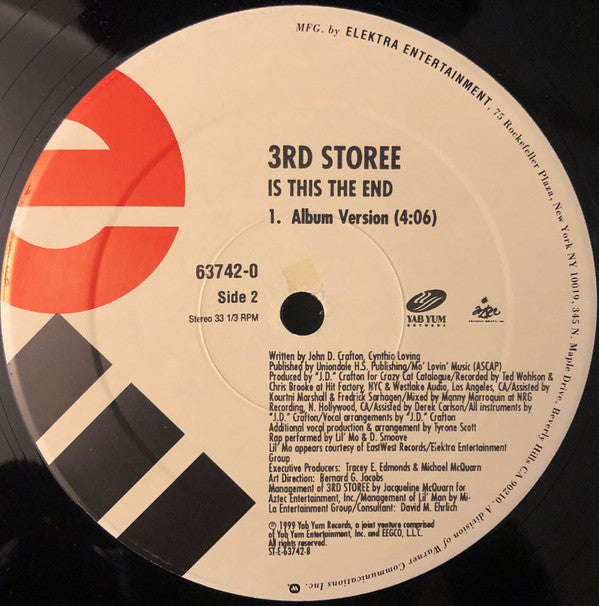 MFG. by ELEKTRA ENTERTAINMENT, 75 Rockefeller Plaza, New York NY 10019, 345 N. Maple Drive, Beverly Hills CA 90210. A division of Warner Communications Inc.
3RD STOREE
IS THIS THE END
1. Album Version (4:06)
63742-0
Side 2
Stereo 33 1/3 RPM
YAB YUM
RECORDS
Written by John D. Crafton, Cynthia Loving
Published by Uniondale H.S. Publishing/Mo' Lovin' Music (ASCAP)
Produced by "J.D." Crafton for Crazy Cat Catalogue/Recorded by Ted Wohlson &
Chris Brooke at Hit Factory, NYC & Westlake Audio, Los Angeles, CA/Assisted by
Kourtni Marshall & Fredrick Sarhagen/Mixed by Manny Marroquin at NRG
Recording, N. Hollywood, CA/Assisted by Derek Carlson/All instruments by
"J.D." Crafton/Vocal arrangements by "J.D." Crafton
Additional vocal production & arrangement by Tyrone Scott
Rap performed by Lil' Mo & D. Smoove
Lil' Mo appears courtesy of EastWest Records/Elektra Entertainment
Group
Executive Producers: Tracey E. Edmonds & Michael McQuarn
Art Direction: Bernard G. Jacobs
Management of 3RD STOREE by Jacqueline McQuarn for
Aztec Entertainment, Inc./Management of Lil' Man by Mi-
La Entertainment Group/Consultant: David M. Ehrlich
℗ 1999 Yab Yum Records, a joint venture comprised
of Yab Yum Entertainment, Inc. and EEGCO, L.L.C.
All rights reserved.
ST-E-63742-B